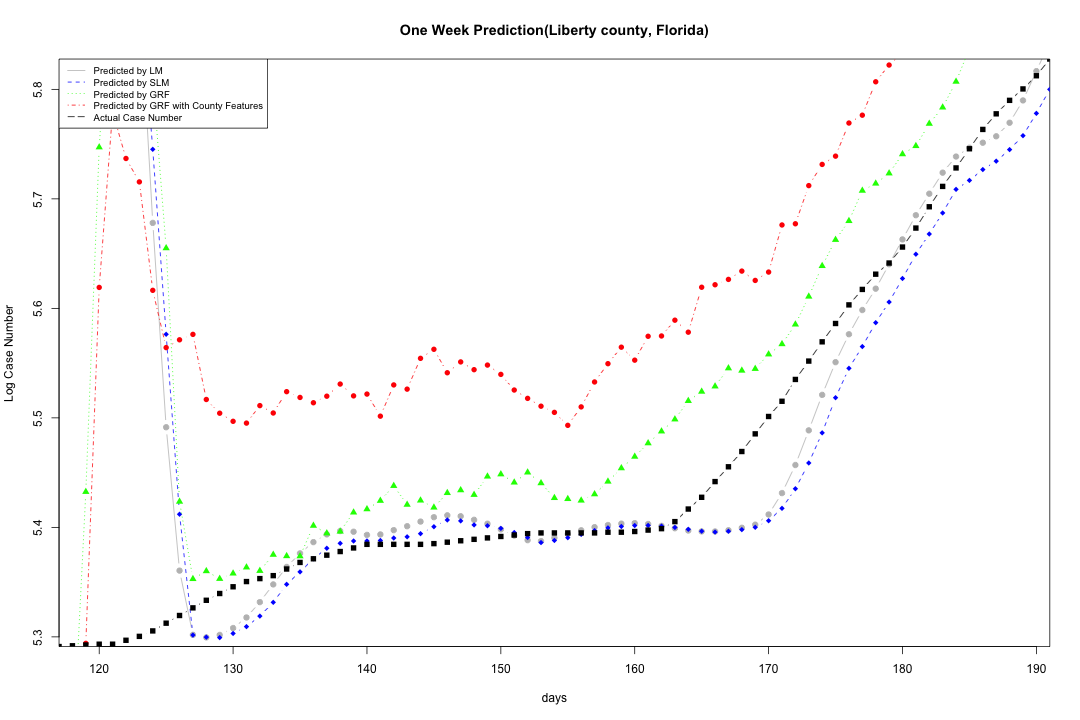 One Week Prediction(Liberty county, Florida)
Predicted by LM
Predicted by SLM
Predicted by GRF
Predicted by GRF with County Features
Actual Case Number
5.8
5.7
5.6
5.5
5.4
5.3
Log Case Number
120 130 140 150 160 170 180 190
days